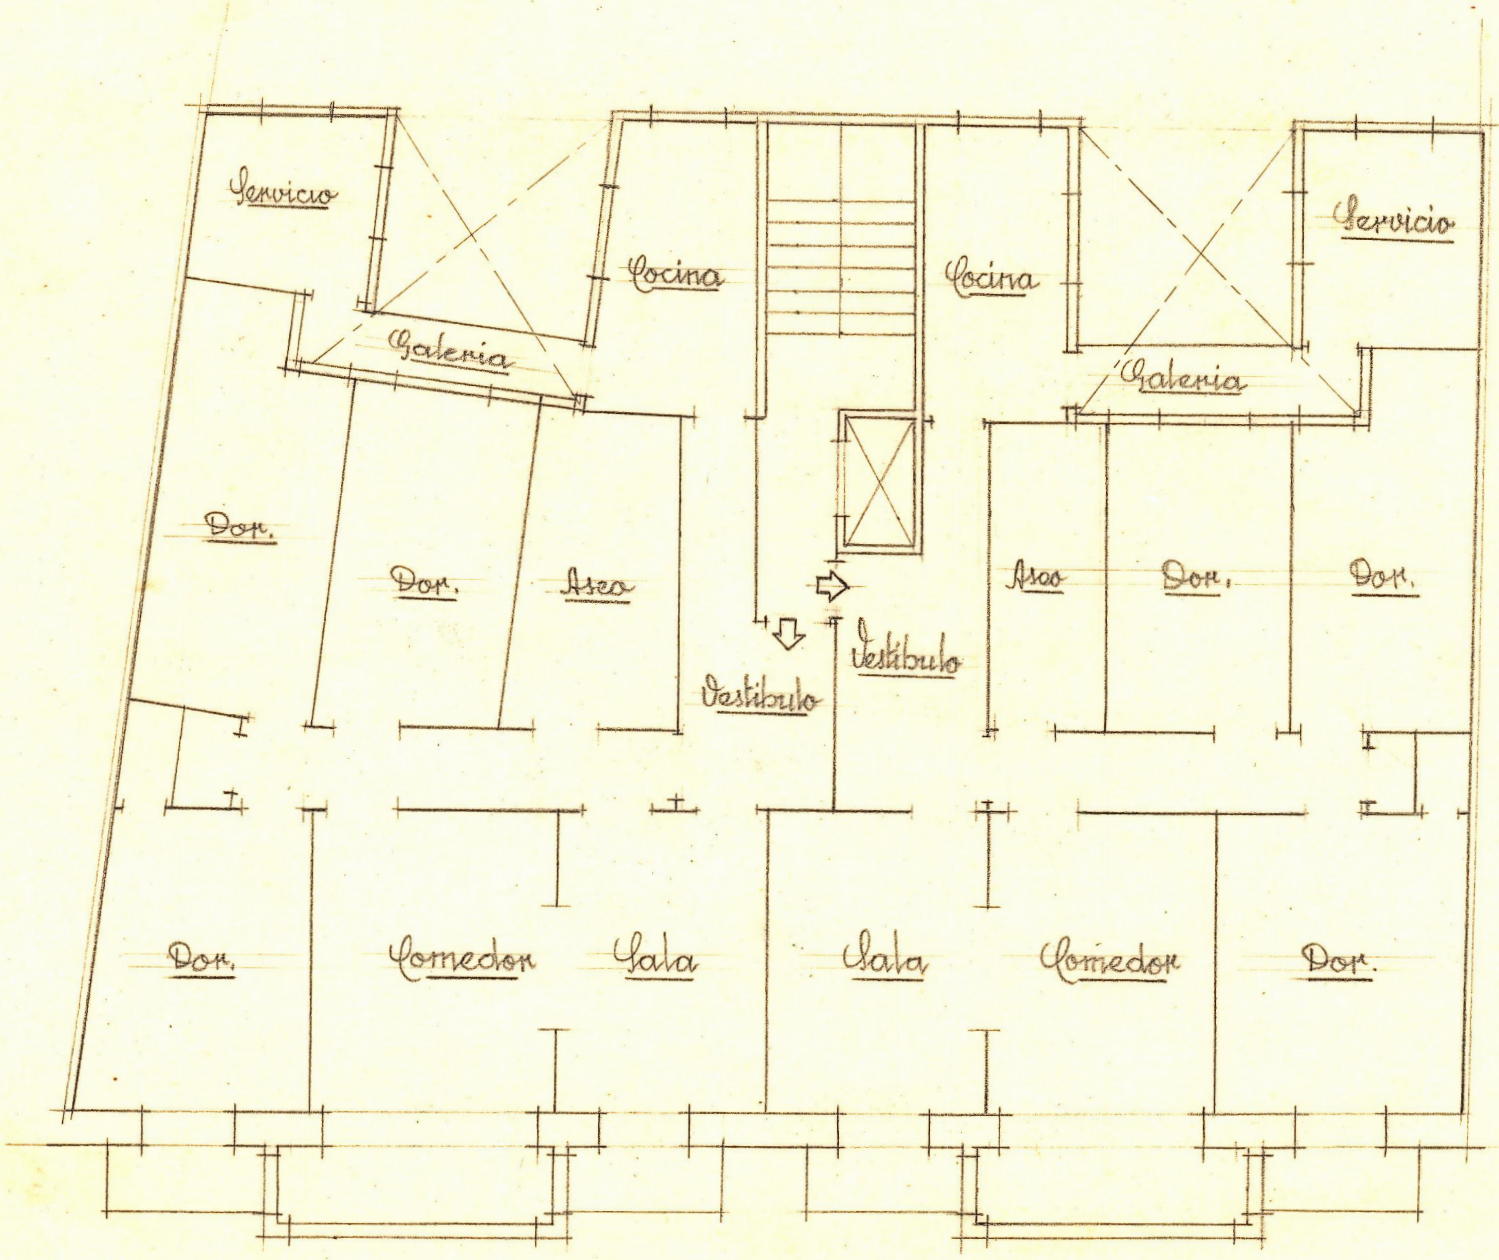 Servicio
Servicio
Cocina
Cocina
Galeria
Galeria
Dor.
Dor.
Aseo
Aseo
Dor.
Dor.
Vestibulo
Vestibulo
Dor.
Comedor
Sala
Sala
Comedor
Dor.